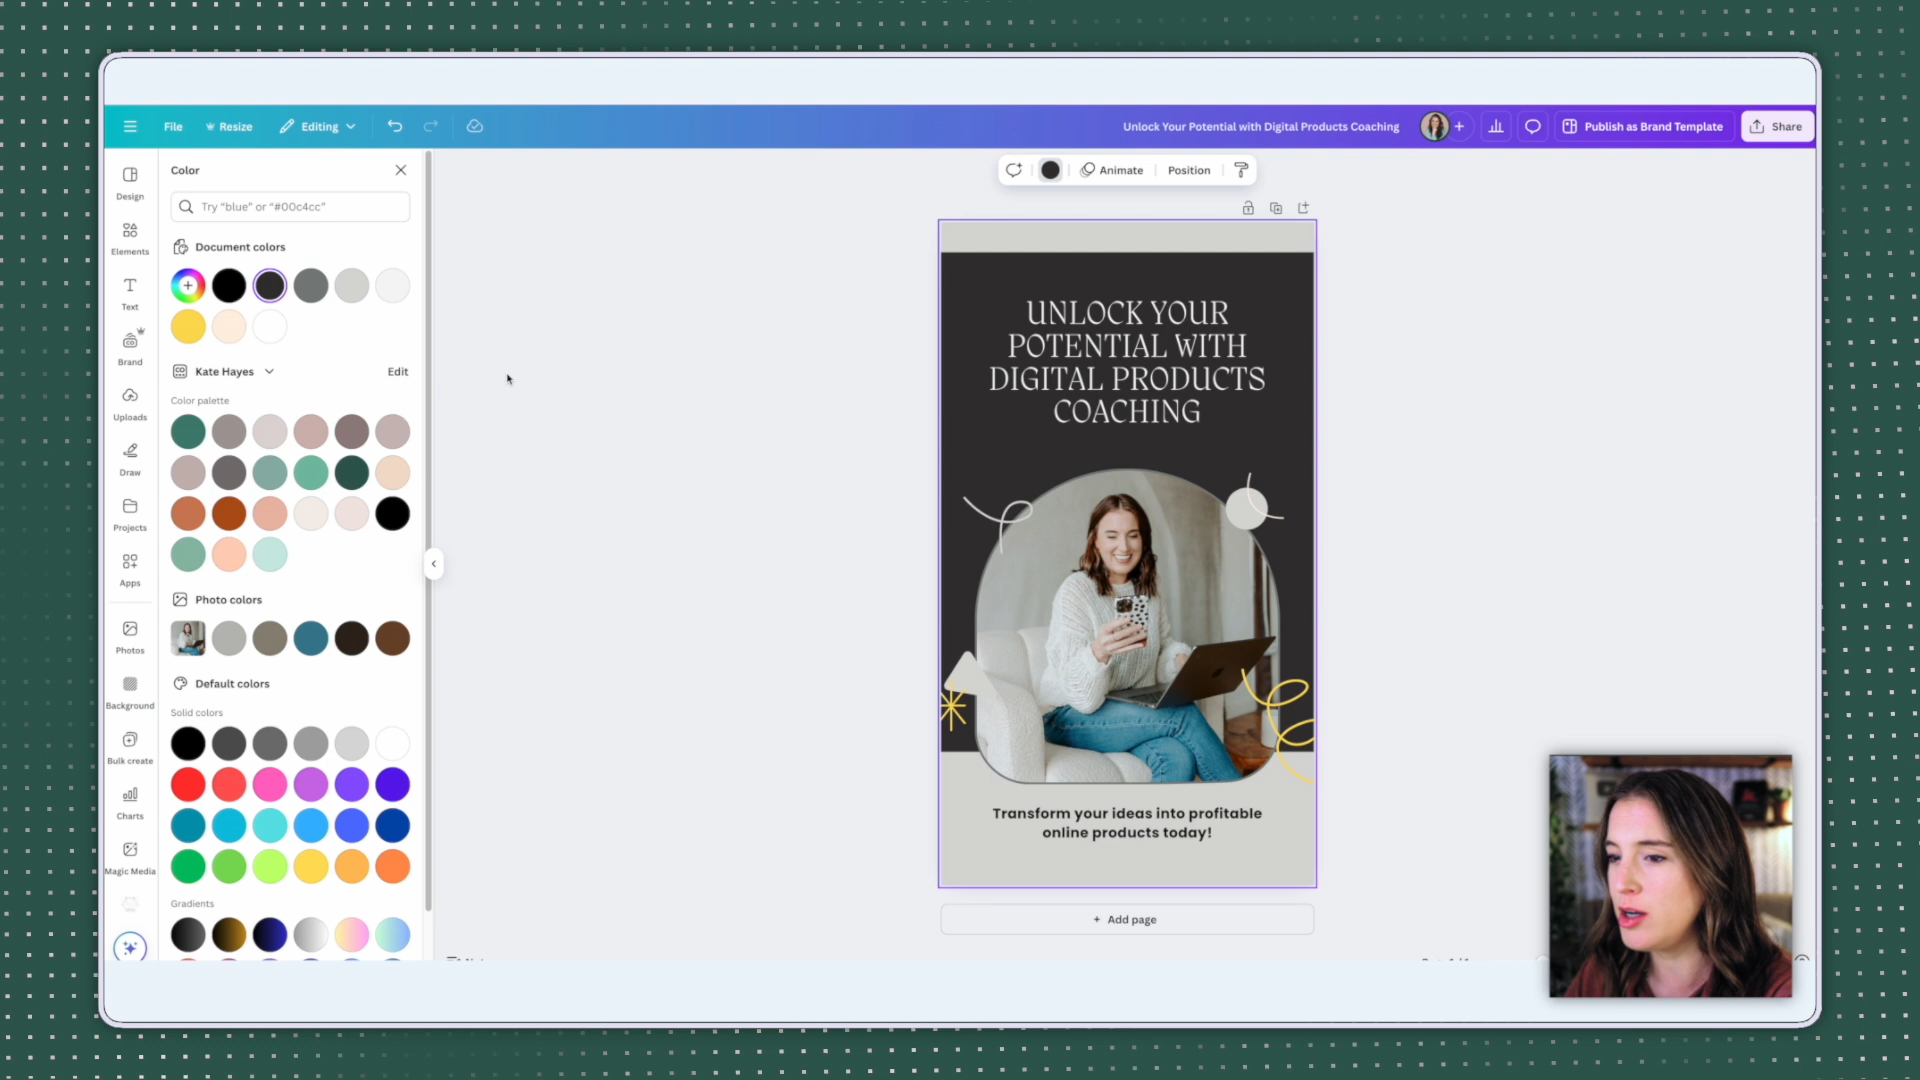 File
Resize
Editing
Unlock Your Potential with Digital Products Coaching
Publish as Brand Template
Share
Design
Elements
Text
Brand
Uploads
Draw
Projects
Apps
Photos
Background
Bulk create
Charts
Magic Media
Color
Try “blue” or “#00c4cc”
Document colors
Kate Hayes
Edit
Color palette
Photo colors
Default colors
Solid colors
Gradients
Animate
Position
UNLOCK YOUR
POTENTIAL WITH
DIGITAL PRODUCTS
COACHING
Transform your ideas into profitable
online products today!
+ Add page